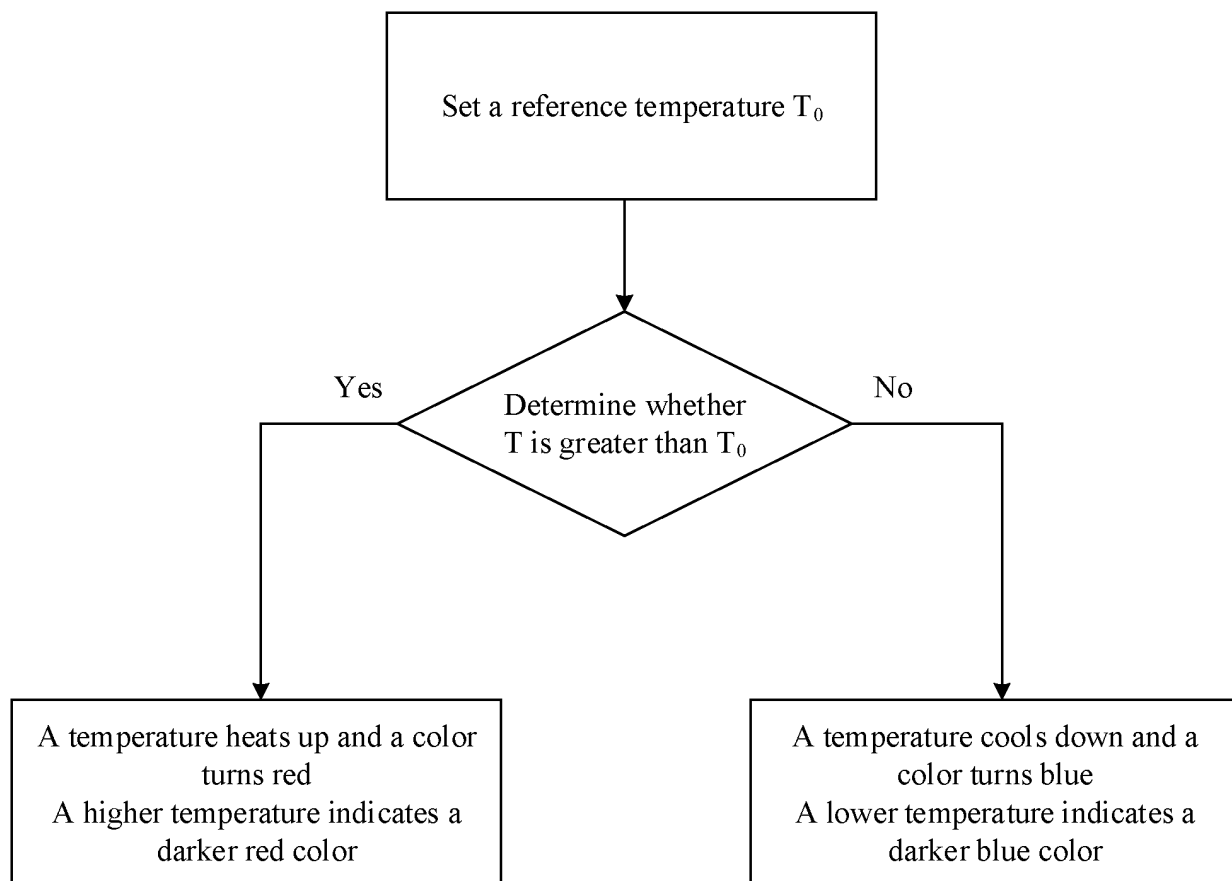 Set a reference temperature T₀
Yes
No
Determine whether
T is greater than T₀
A temperature heats up and a color
turns red
A higher temperature indicates a
darker red color
A temperature cools down and a
color turns blue
A lower temperature indicates a
darker blue color